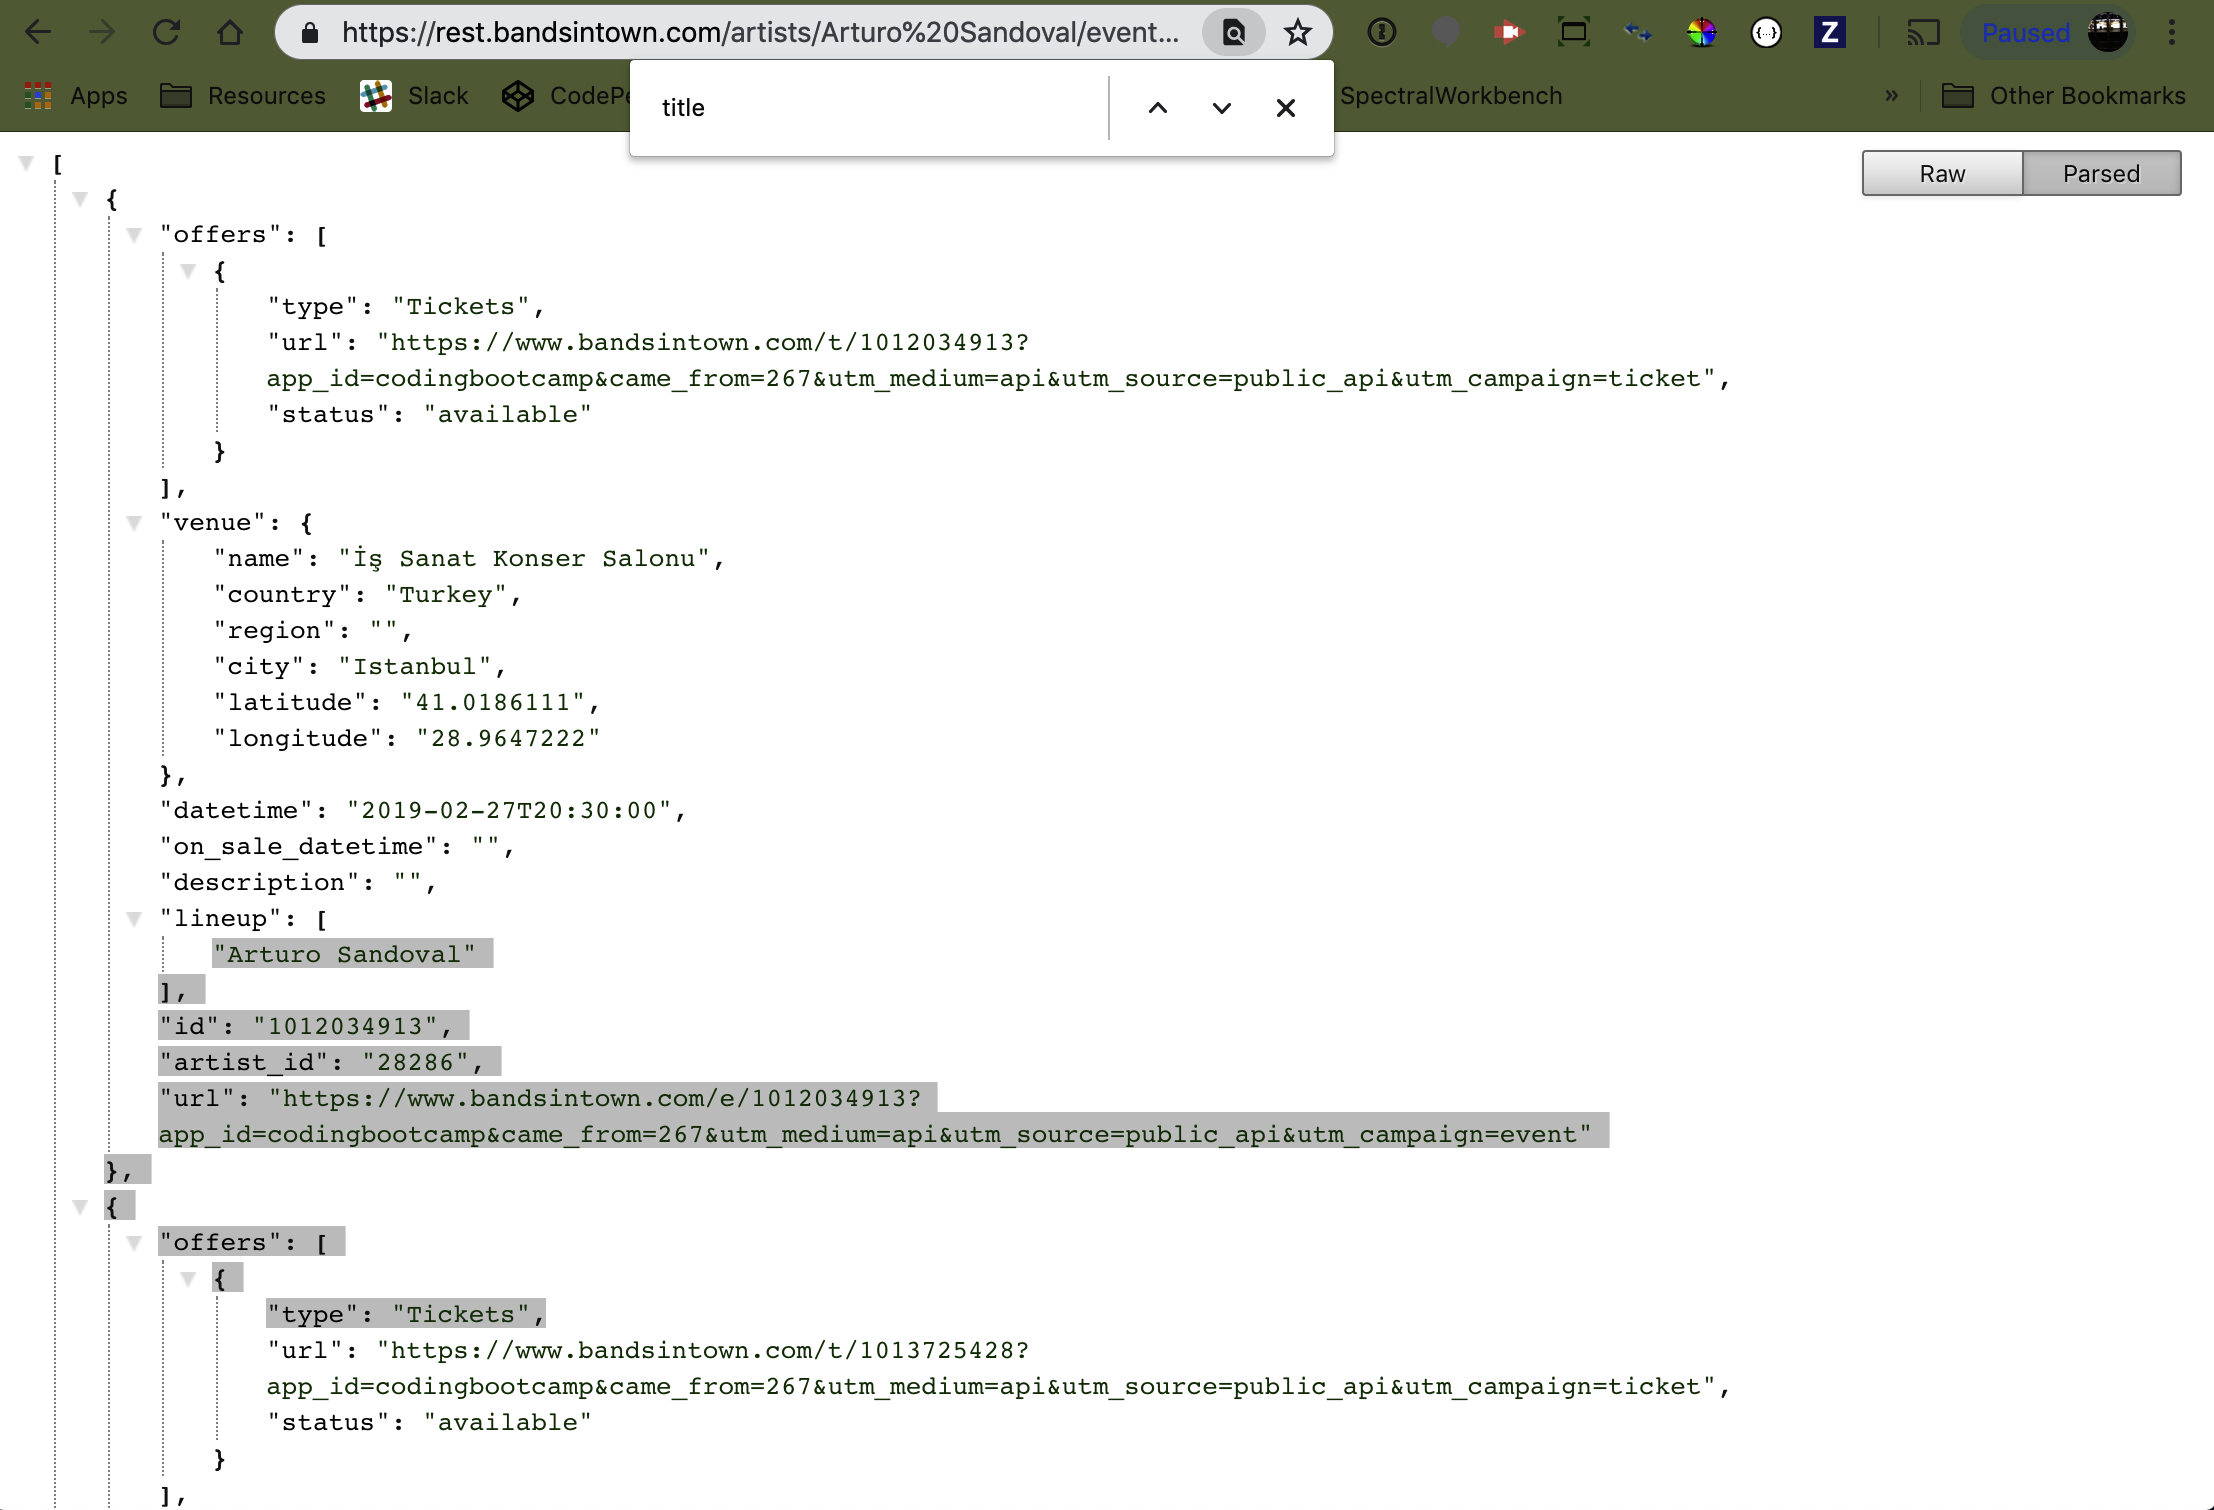 https://rest.bandsintown.com/artists/Arturo%20Sandoval/event...
Paused
Apps
Resources
Slack
CodePe
SpectralWorkbench
»
Other Bookmarks
title
Raw
Parsed
[
{
"offers": [
{
"type": "Tickets",
"url": "https://www.bandsintown.com/t/1012034913?
app_id=codingbootcamp&came_from=267&utm_medium=api&utm_source=public_api&utm_campaign=ticket",
"status": "available"
}
],
"venue": {
"name": "İş Sanat Konser Salonu",
"country": "Turkey",
"region": "",
"city": "Istanbul",
"latitude": "41.0186111",
"longitude": "28.9647222"
},
"datetime": "2019-02-27T20:30:00",
"on_sale_datetime": "",
"description": "",
"lineup": [
"Arturo Sandoval"
],
"id": "1012034913",
"artist_id": "28286",
"url": "https://www.bandsintown.com/e/1012034913?
app_id=codingbootcamp&came_from=267&utm_medium=api&utm_source=public_api&utm_campaign=event"
},
{
"offers": [
{
"type": "Tickets",
"url": "https://www.bandsintown.com/t/1013725428?
app_id=codingbootcamp&came_from=267&utm_medium=api&utm_source=public_api&utm_campaign=ticket",
"status": "available"
}
],